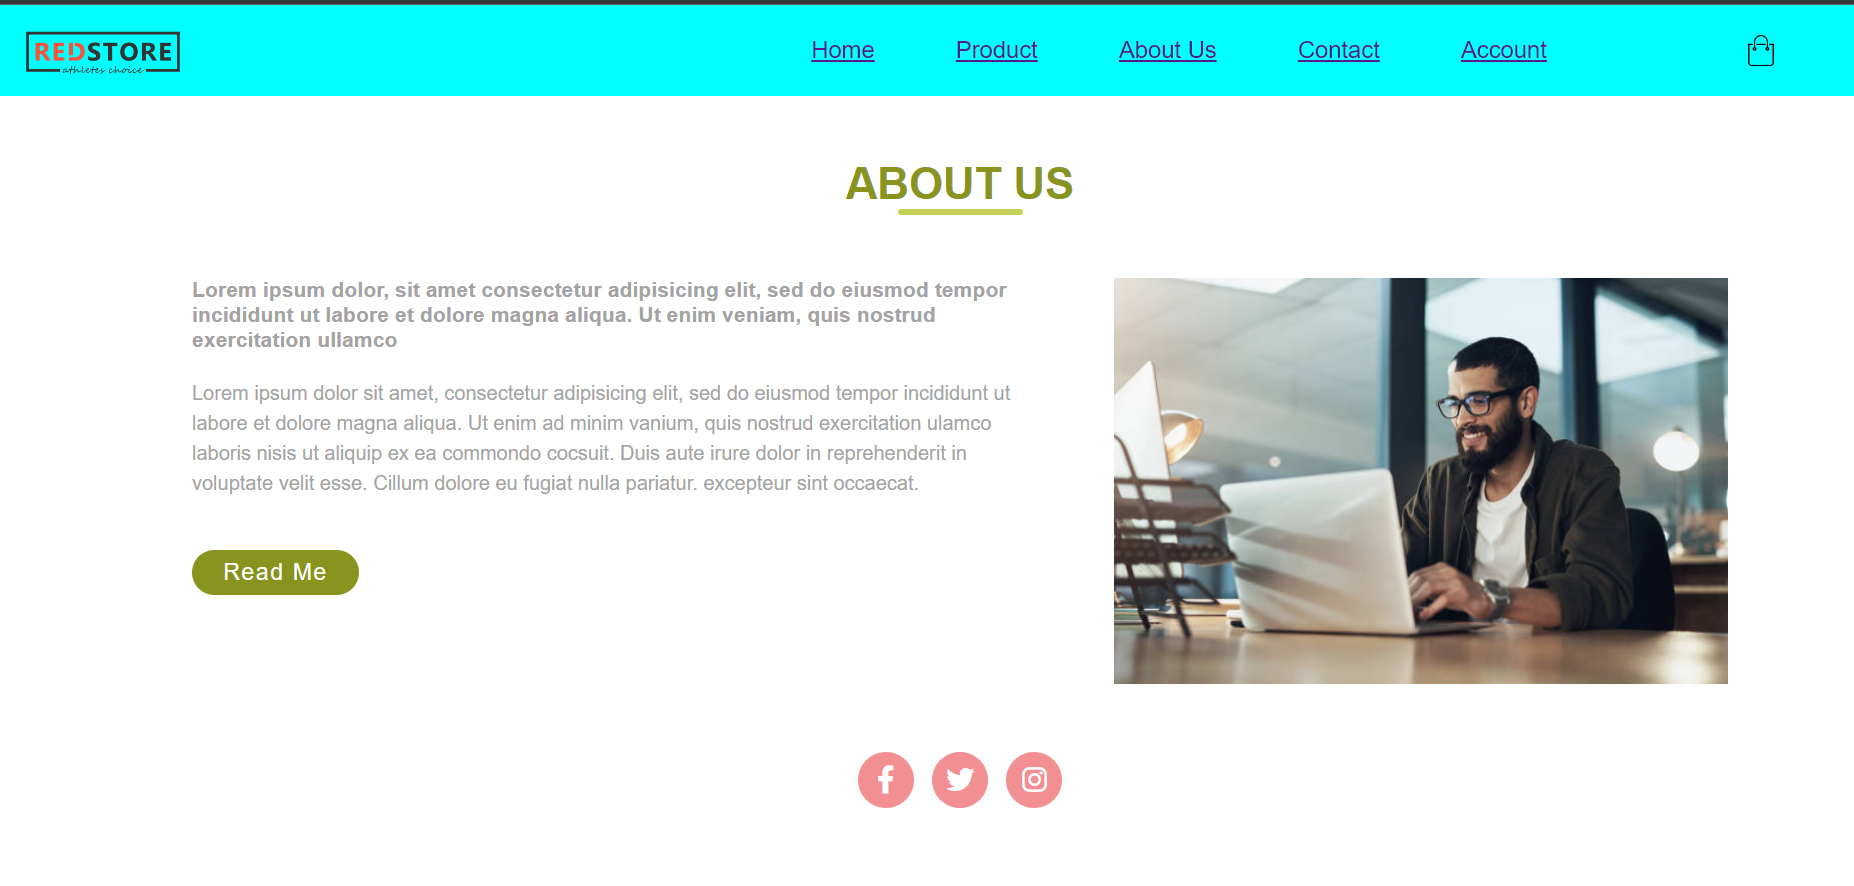 REDSTORE
athletes choice
Home Product About Us Contact Account
ABOUT US
Lorem ipsum dolor, sit amet consectetur adipisicing elit, sed do eiusmod tempor
incididunt ut labore et dolore magna aliqua. Ut enim veniam, quis nostrud
exercitation ullamco
Lorem ipsum dolor sit amet, consectetur adipisicing elit, sed do eiusmod tempor incididunt ut
labore et dolore magna aliqua. Ut enim ad minim vanium, quis nostrud exercitation ulamco
laboris nisis ut aliquip ex ea commondo cocsuit. Duis aute irure dolor in reprehenderit in
voluptate velit esse. Cillum dolore eu fugiat nulla pariatur. excepteur sint occaecat.
Read Me